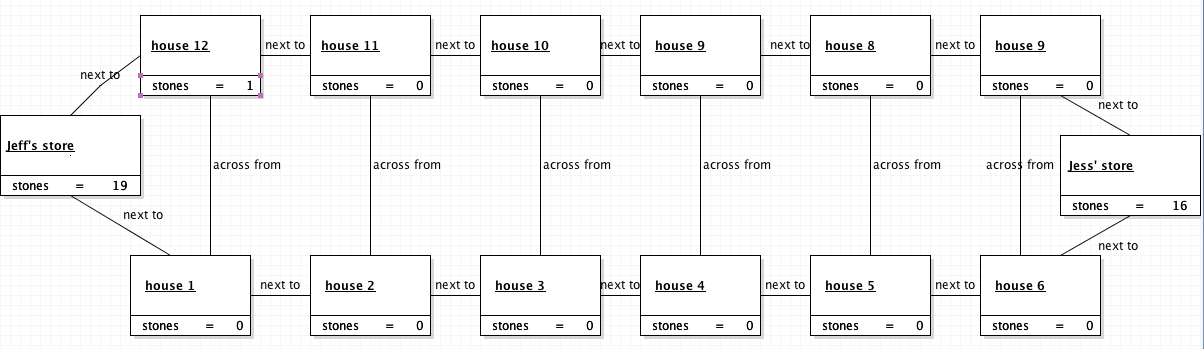 house 12 next to house 11 next to house 10 next to house 9 next to house 8 next to house 9
next to
stones = 1 stones = 0 stones = 0 stones = 0 stones = 0 stones = 0
next to
Jeff's store
across from across from across from across from across from across from Jess' store
stones = 19
stones = 16
next to
next to
house 1 next to house 2 next to house 3 next to house 4 next to house 5 next to house 6
stones = 0 stones = 0 stones = 0 stones = 0 stones = 0 stones = 0